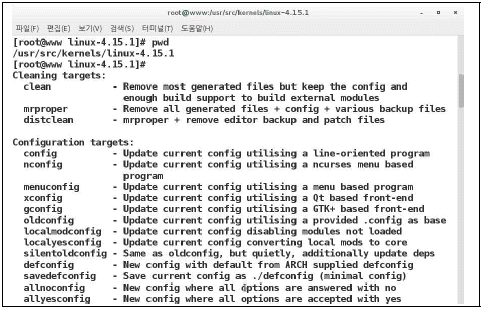 root@www:/usr/src/kernels/linux-4.15.1
파일(F) 편집(E) 보기(V) 검색(S) 터미널(T) 도움말(H)
[root@www linux-4.15.1]# pwd
/usr/src/kernels/linux-4.15.1
[root@www linux-4.15.1]#
Cleaning targets:
clean - Remove most generated files but keep the config and
enough build support to build external modules
mrproper - Remove all generated files + config + various backup files
distclean - mrproper + remove editor backup and patch files
Configuration targets:
config - Update current config utilising a line-oriented program
nconfig - Update current config utilising a ncurses menu based
program
menuconfig - Update current config utilising a menu based program
xconfig - Update current config utilising a Qt based front-end
gconfig - Update current config utilising a GTK+ based front-end
oldconfig - Update current config utilising a provided .config as base
localmodconfig - Update current config disabling modules not loaded
localyesconfig - Update current config converting local mods to core
silentoldconfig - Same as oldconfig, but quietly, additionally update deps
defconfig - New config with default from ARCH supplied defconfig
savedefconfig - Save current config as ./defconfig (minimal config)
allnoconfig - New config where all options are answered with no
allyesconfig - New config where all options are accepted with yes